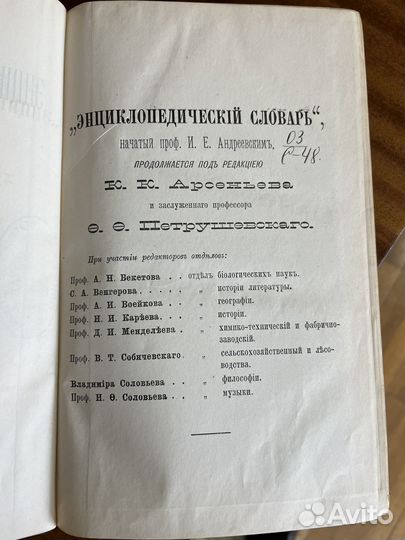 „ЭНЦИКЛОПЕДИЧЕСКІЙ СЛОВАРЬ“,
начатый проф. И. Е. Андреевскимъ,
03
С-48.
ПРОДОЛЖАЕТСЯ ПОДЪ РЕДАКЦІЕЮ
К. К. Арсеньева
и заслуженнаго профессора
Ѳ. Ѳ. Петрушевскаго.
При участіи редакторовъ отдѣловъ:
Проф. А. Н. Бекетова . . отдѣлъ біологическихъ наукъ.
С. А. Венгерова . . . . . „ исторіи литературы.
Проф. А. И. Воейкова . . „ географіи.
Проф. Н. И. Карѣева . . „ исторіи.
Проф. Д. И. Менделѣева . „ химико-техническій и фабрично-
заводскій.
Проф. В. Т. Собичевскаго . „ сельскохозяйственный и лѣсо-
водства.
Владиміра Соловьева . . „ философіи.
Проф. Н. Ѳ. Соловьева . . „ музыки.
Avito